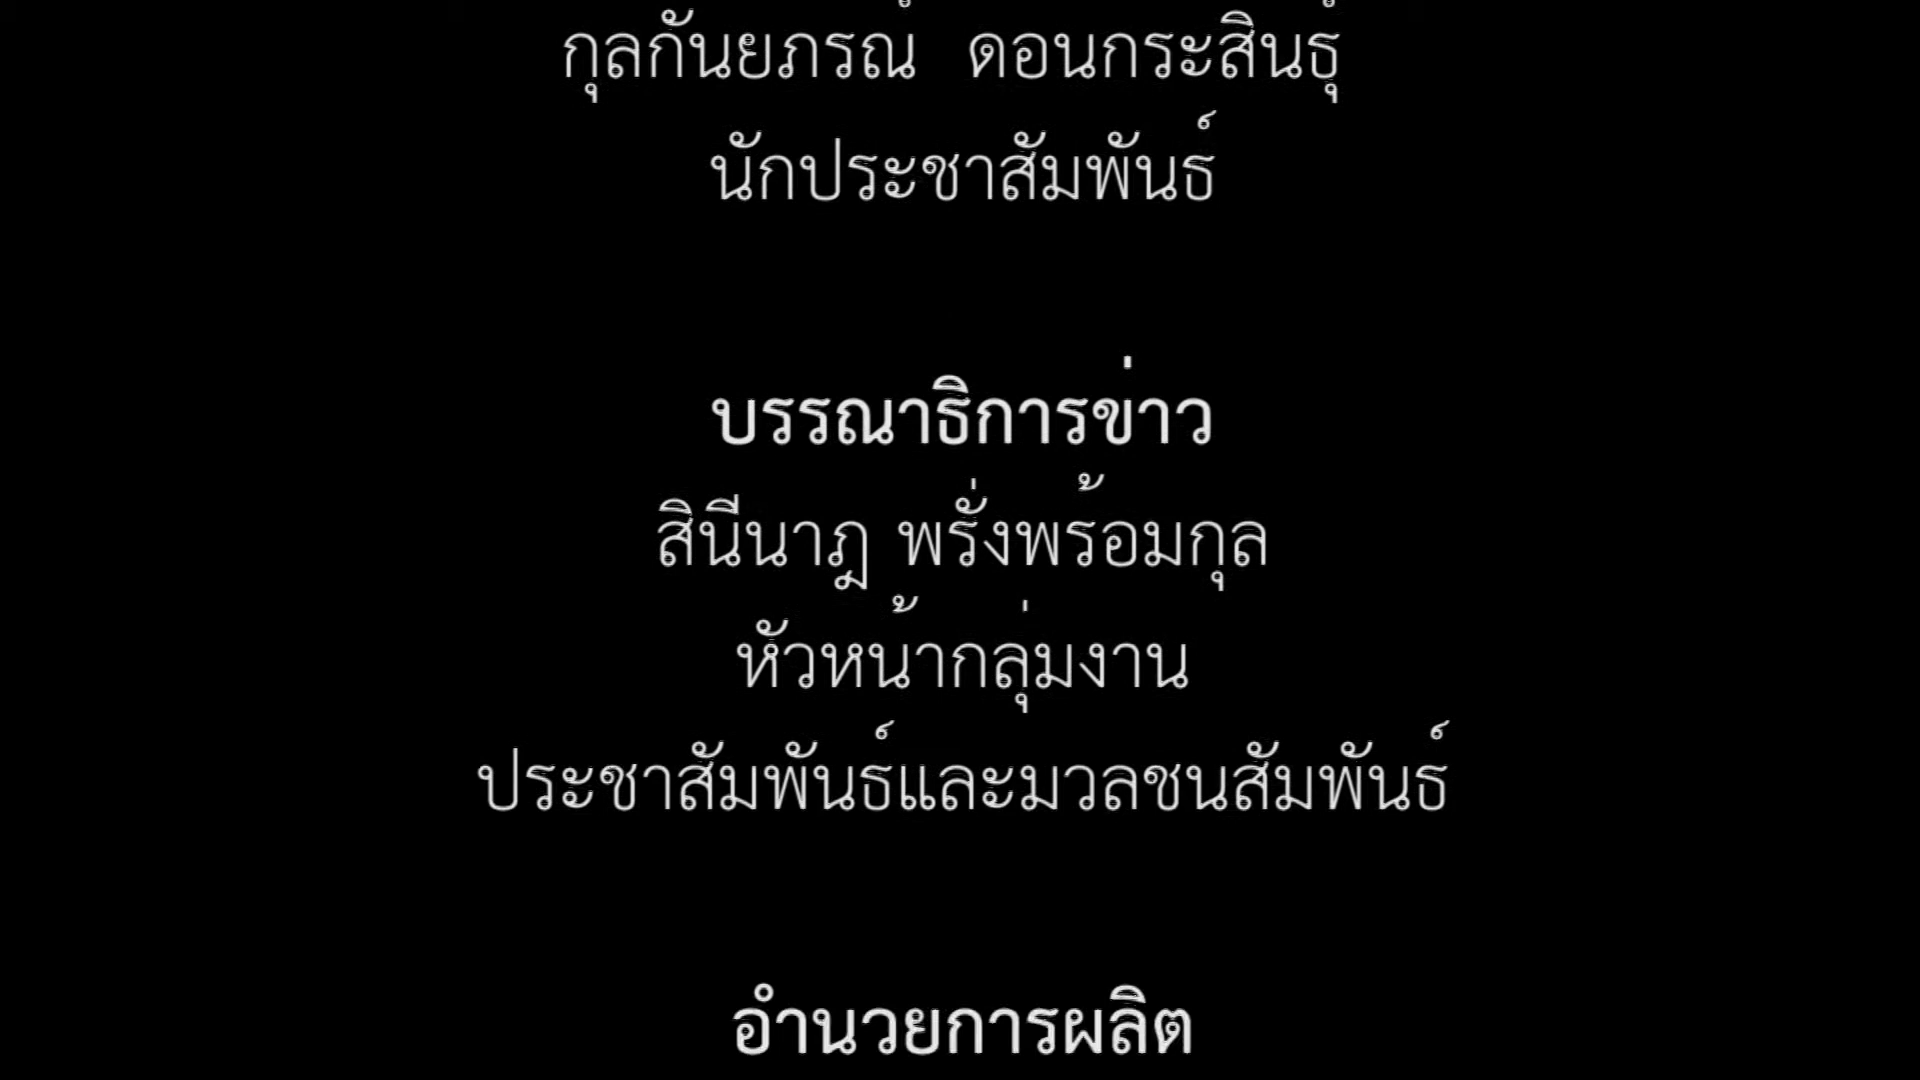 กุลกันยภรณ์ ดอนกระสินธุ์
นักประชาสัมพันธ์
บรรณาธิการข่าว
สินีนาฎ พรั่งพร้อมกุล
หัวหน้ากลุ่มงาน
ประชาสัมพันธ์และมวลชนสัมพันธ์
อำนวยการผลิต